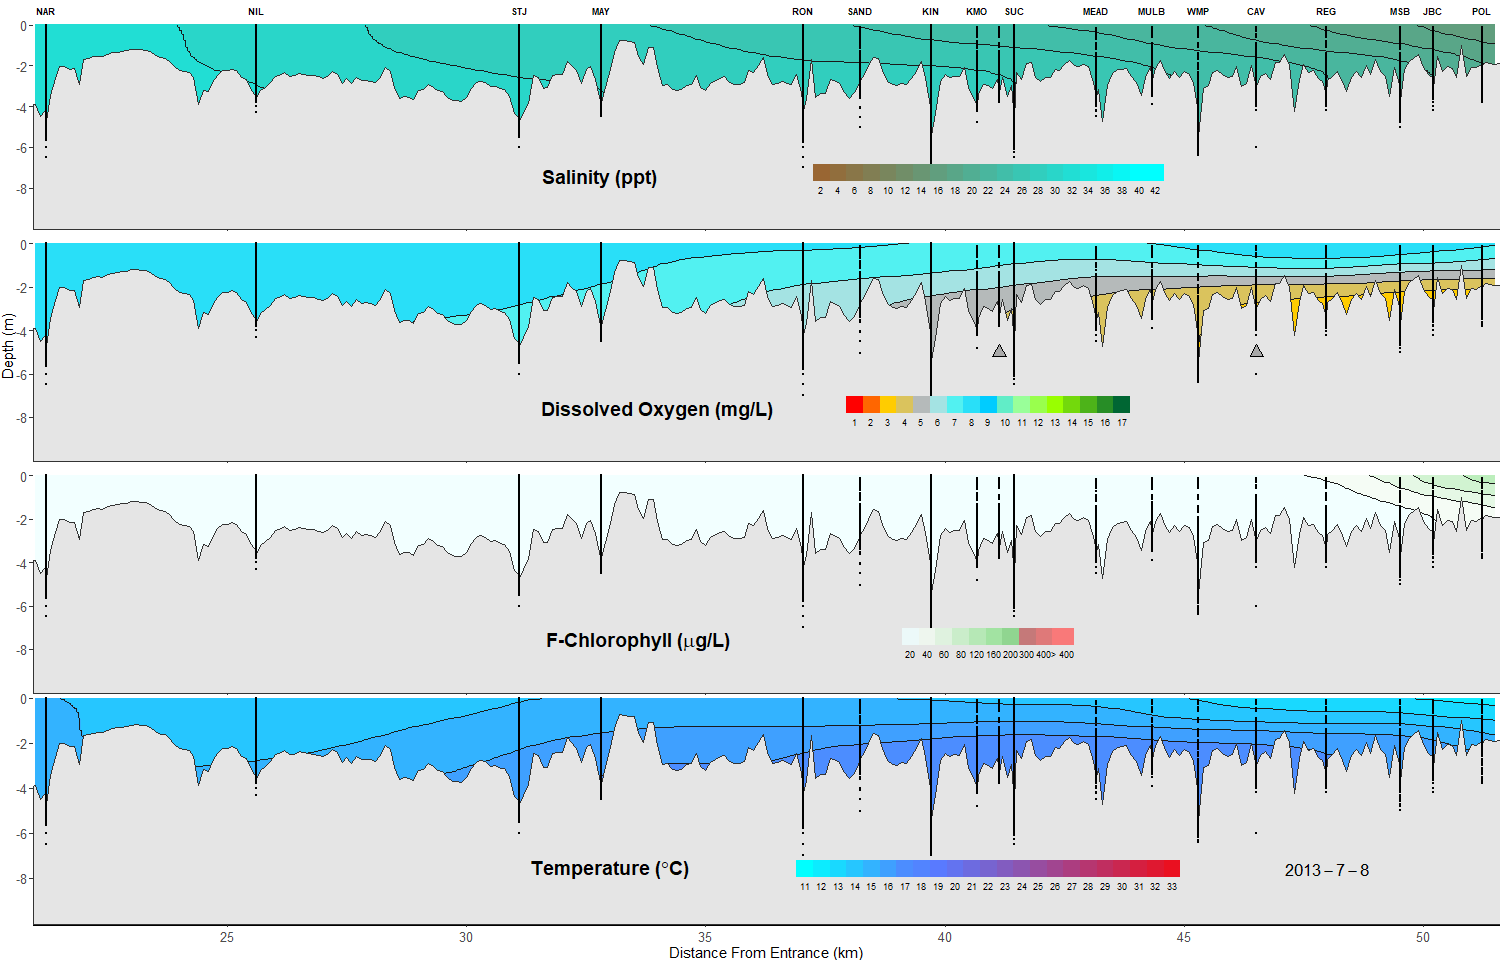 NAR NIL STJ MAY RON SAND KIN KMO SUC MEAD MULB WMP CAV REG MSB JBC POL
0
-2
-4
-6
-8
Salinity (ppt)
2 4 6 8 10 12 14 16 18 20 22 24 26 28 30 32 34 36 38 40 42
0
-2
-4
-6
-8
Depth (m)
Dissolved Oxygen (mg/L)
1 2 3 4 5 6 7 8 9 10 11 12 13 14 15 16 17
0
-2
-4
-6
-8
F-Chlorophyll (μg/L)
20 40 60 80 120 160 200 300 400> 400
0
-2
-4
-6
-8
Temperature (°C)
11 12 13 14 15 16 17 18 19 20 21 22 23 24 25 26 27 28 29 30 31 32 33
2013 – 7 – 8
25 30 35 40 45 50
Distance From Entrance (km)